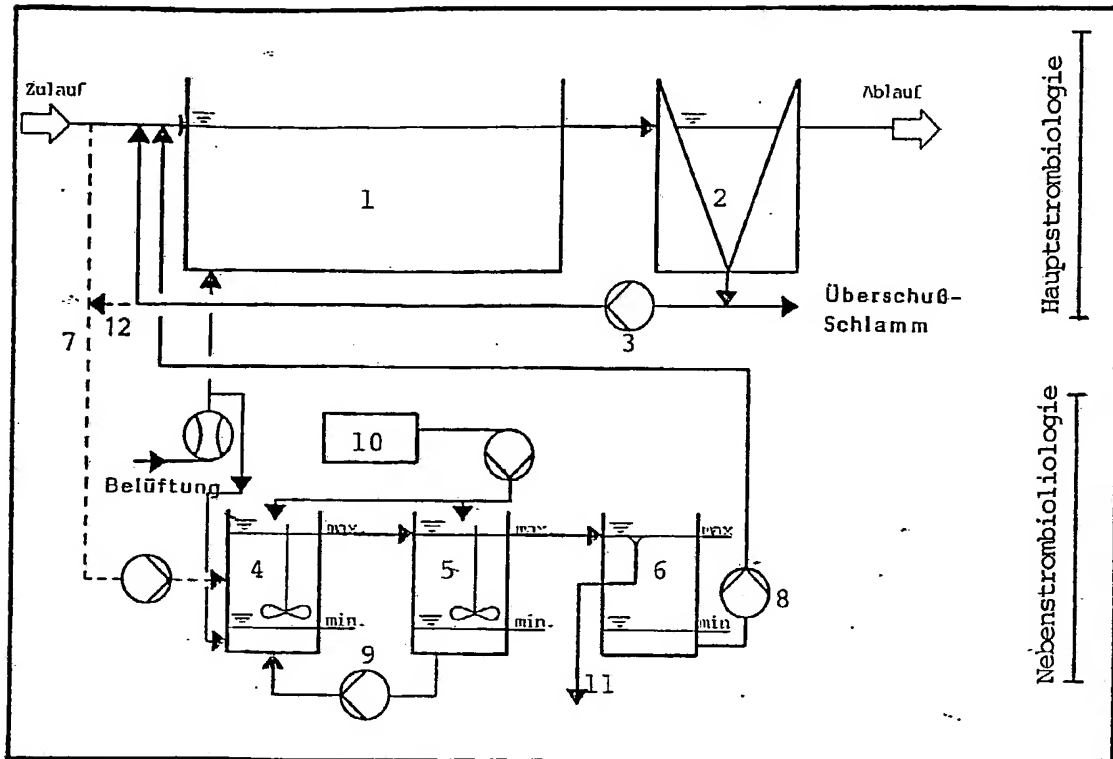 Zulauf
Ablauf
Hauptstrombiologie
1
2
Überschuß-
Schlamm
3
12
7
10
Belüftung
max.
max.
max
4
5
6
8
min.
min.
min
9
11
Nebenstrombioliologie